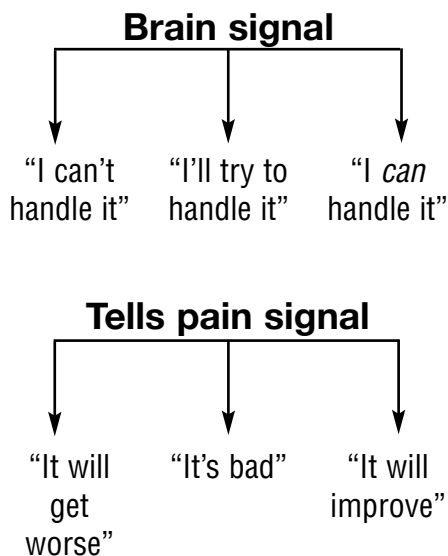 Brain signal
“I can't “I'll try to “I can
handle it” handle it” handle it”
Tells pain signal
“It will “It's bad” “It will
get improve”
worse”